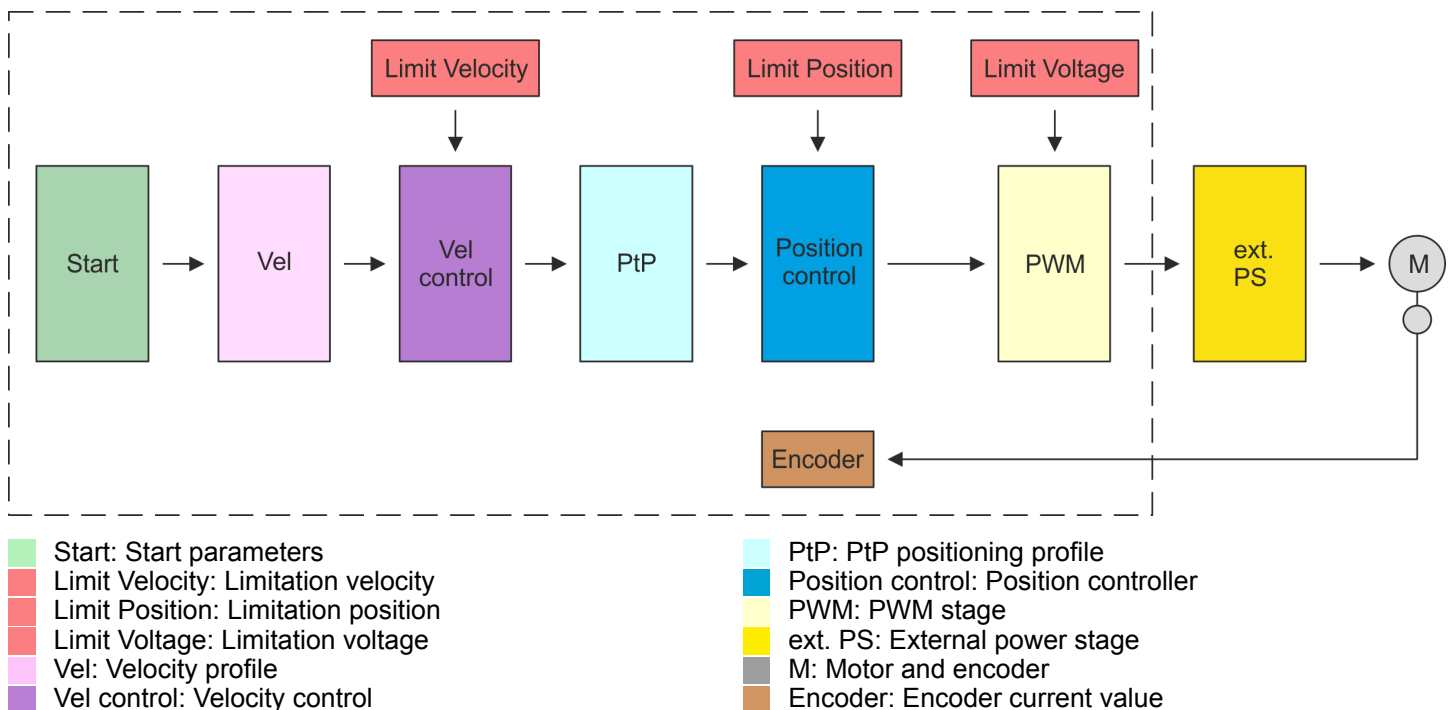 Limit Velocity
Limit Position
Limit Voltage
Start
Vel
Vel
control
PtP
Position
control
PWM
ext.
PS
M
Encoder
Start: Start parameters
Limit Velocity: Limitation velocity
Limit Position: Limitation position
Limit Voltage: Limitation voltage
Vel: Velocity profile
Vel control: Velocity control
PtP: PtP positioning profile
Position control: Position controller
PWM: PWM stage
ext. PS: External power stage
M: Motor and encoder
Encoder: Encoder current value